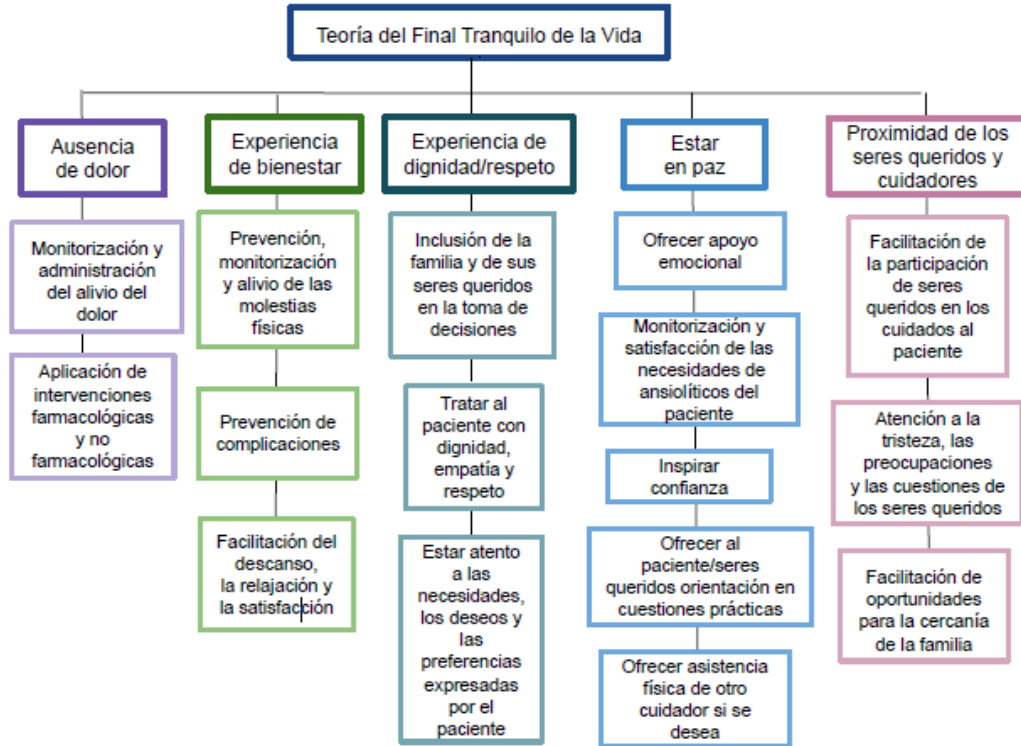 Teoría del Final Tranquilo de la Vida
Ausencia
de dolor
Monitorización y
administración
del alivio del
dolor
Aplicación de
intervenciones
farmacológicas
y no
farmacológicas
Experiencia
de bienestar
Prevención,
monitorización
y alivio de las
molestias
físicas
Prevención de
complicaciones
Facilitación del
descanso,
la relajación y
la satisfacción
Experiencia de
dignidad/respeto
Inclusión de la
familia y de sus
seres queridos
en la toma de
decisiones
Tratar al
paciente con
dignidad,
empatía y
respeto
Estar atento
a las
necesidades,
los deseos y
las
preferencias
expresadas
por el
paciente
Estar
en paz
Ofrecer apoyo
emocional
Monitorización y
satisfacción de las
necesidades de
ansiolíticos del
paciente
Inspirar
confianza
Ofrecer al
paciente/seres
queridos orientación en
cuestiones prácticas
Ofrecer asistencia
física de otro
cuidador si se
desea
Proximidad de los
seres queridos y
cuidadores
Facilitación de
la participación
de seres
queridos en los
cuidados al
paciente
Atención a la
tristeza, las
preocupaciones
y las cuestiones de
los seres queridos
Facilitación de
oportunidades
para la cercanía
de la familia